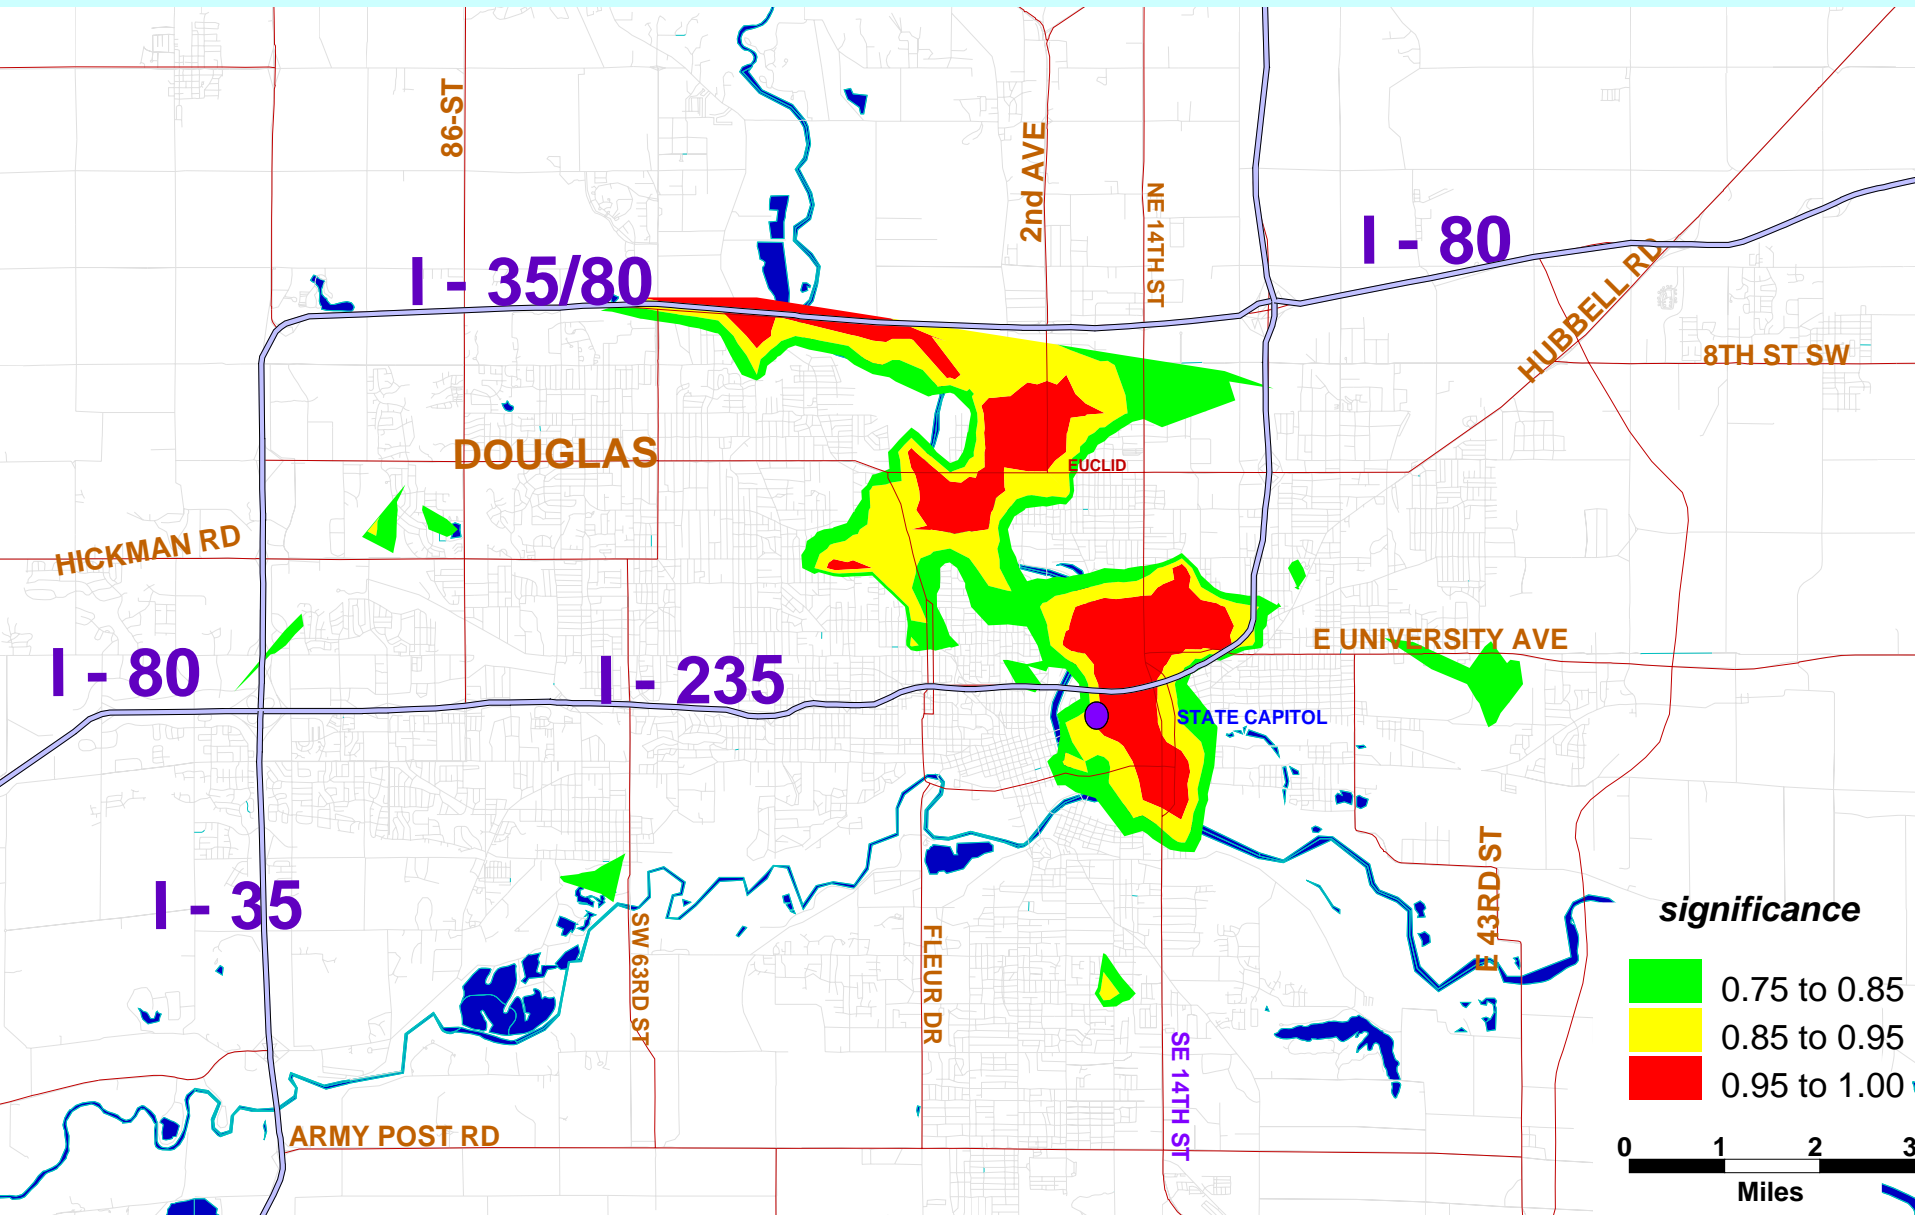 86-ST
2nd AVE
NE 14TH ST
I - 80
I - 35/80
HUBBELL RD
8TH ST SW
DOUGLAS
EUCLID
HICKMAN RD
E UNIVERSITY AVE
I - 80
I - 235
STATE CAPITOL
I - 35
SW 63RD ST
FLEUR DR
E 43RD ST
SE 14TH ST
ARMY POST RD
significance
0.75 to 0.85
0.85 to 0.95
0.95 to 1.00
0 1 2 3
Miles